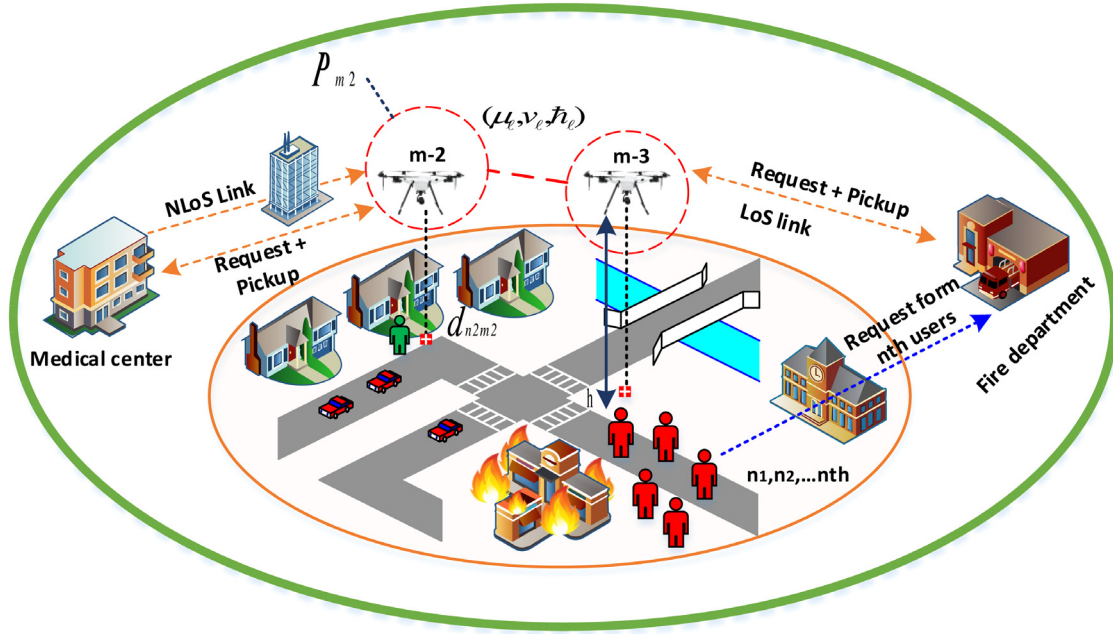 P m2
(μℓ,νℓ,ħℓ)
m-2
m-3
NLoS Link
Request + Pickup
LoS link
Request +
Pickup
dn2m2
Medical center
Request form
nth users
Fire department
h
n1,n2,...nth